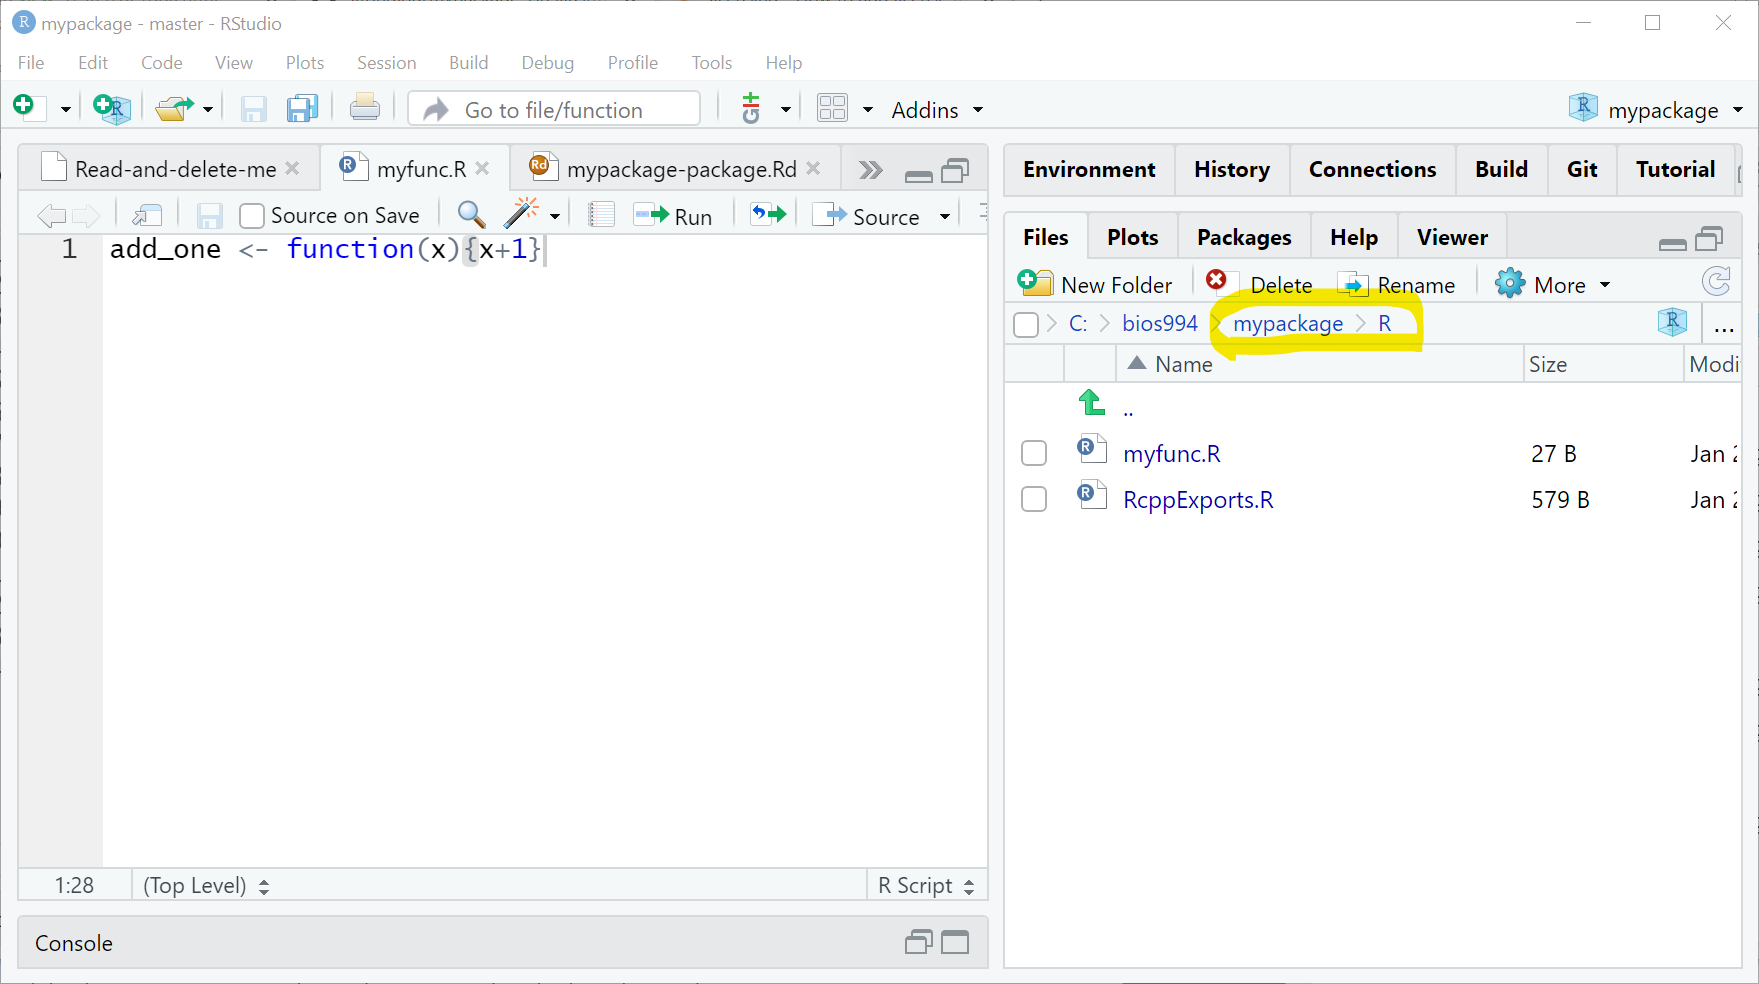 mypackage - master - RStudio
File Edit Code View Plots Session Build Debug Profile Tools Help
Go to file/function Addins mypackage
Read-and-delete-me myfunc.R mypackage-package.Rd
Source on Save Run Source
1 add_one <- function(x){x+1}
1:28 (Top Level) R Script
Console
Environment History Connections Build Git Tutorial
Files Plots Packages Help Viewer
New Folder Delete Rename More
C: bios994 mypackage R ...
Name Size Modi
..
myfunc.R 27 B Jan 2
RcppExports.R 579 B Jan 2